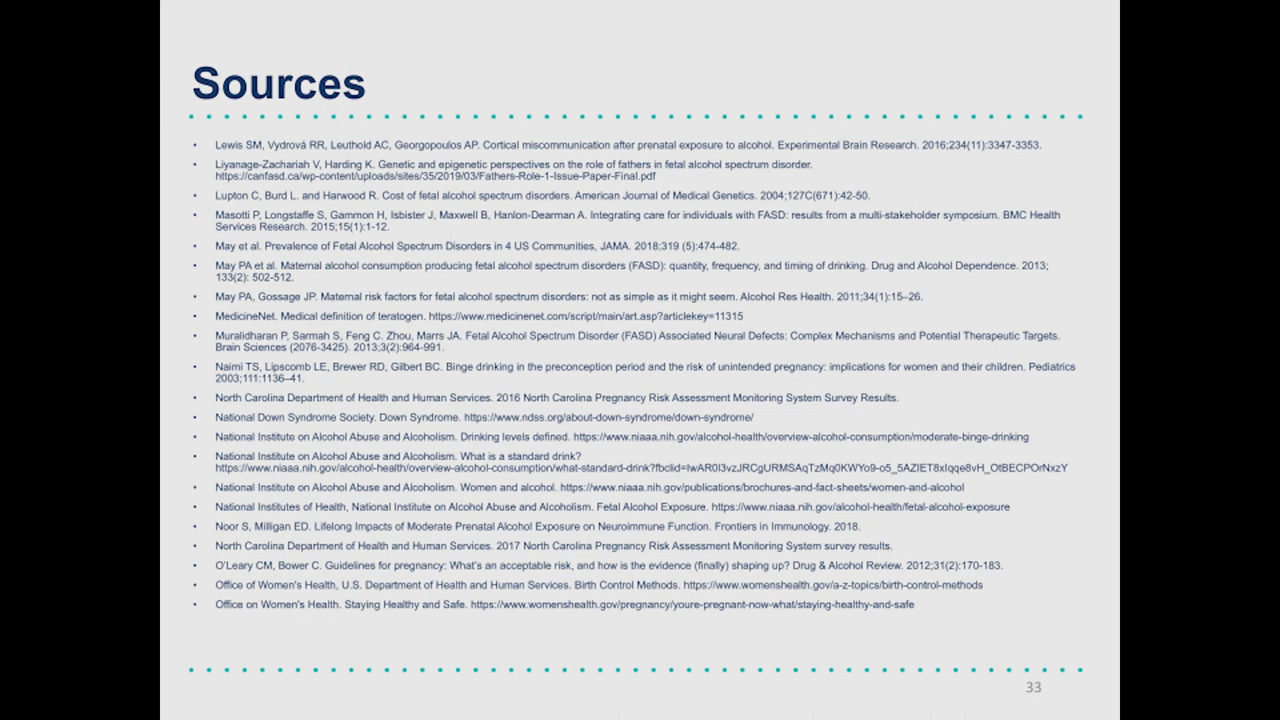 Sources
• Lewis SM, Vydrová RR, Leuthold AC, Georgopoulos AP. Cortical miscommunication after prenatal exposure to alcohol. Experimental Brain Research. 2016;234(11):3347-3353.
• Liyanage-Zachariah V, Harding K. Genetic and epigenetic perspectives on the role of fathers in fetal alcohol spectrum disorder.
https://canfasd.ca/wp-content/uploads/sites/35/2019/03/Fathers-Role-1-Issue-Paper-Final.pdf
• Lupton C, Burd L. and Harwood R. Cost of fetal alcohol spectrum disorders. American Journal of Medical Genetics. 2004;127C(671):42-50.
• Masotti P, Longstaffe S, Gammon H, Isbister J, Maxwell B, Hanlon-Dearman A. Integrating care for individuals with FASD: results from a multi-stakeholder symposium. BMC Health
Services Research. 2015;15(1):1-12.
• May et al. Prevalence of Fetal Alcohol Spectrum Disorders in 4 US Communities, JAMA. 2018;319 (5):474-482.
• May PA et al. Maternal alcohol consumption producing fetal alcohol spectrum disorders (FASD): quantity, frequency, and timing of drinking. Drug and Alcohol Dependence. 2013;
133(2): 502-512.
• May PA, Gossage JP. Maternal risk factors for fetal alcohol spectrum disorders: not as simple as it might seem. Alcohol Res Health. 2011;34(1):15–26.
• MedicineNet. Medical definition of teratogen. https://www.medicinenet.com/script/main/art.asp?articlekey=11315
• Muralidharan P, Sarmah S, Feng C. Zhou, Marrs JA. Fetal Alcohol Spectrum Disorder (FASD) Associated Neural Defects: Complex Mechanisms and Potential Therapeutic Targets.
Brain Sciences (2076-3425). 2013;3(2):964-991.
• Naimi TS, Lipscomb LE, Brewer RD, Gilbert BC. Binge drinking in the preconception period and the risk of unintended pregnancy: implications for women and their children. Pediatrics
2003;111:1136–41.
• North Carolina Department of Health and Human Services. 2016 North Carolina Pregnancy Risk Assessment Monitoring System Survey Results.
• National Down Syndrome Society. Down Syndrome. https://www.ndss.org/about-down-syndrome/down-syndrome/
• National Institute on Alcohol Abuse and Alcoholism. Drinking levels defined. https://www.niaaa.nih.gov/alcohol-health/overview-alcohol-consumption/moderate-binge-drinking
• National Institute on Alcohol Abuse and Alcoholism. What is a standard drink?
https://www.niaaa.nih.gov/alcohol-health/overview-alcohol-consumption/what-standard-drink?fbclid=IwAR0I3vzJRCgURMSAqTzMq0KWYo9-o5_5AZIET8xIqqe8vH_OtBECPOrNxzY
• National Institute on Alcohol Abuse and Alcoholism. Women and alcohol. https://www.niaaa.nih.gov/publications/brochures-and-fact-sheets/women-and-alcohol
• National Institutes of Health, National Institute on Alcohol Abuse and Alcoholism. Fetal Alcohol Exposure. https://www.niaaa.nih.gov/alcohol-health/fetal-alcohol-exposure
• Noor S, Milligan ED. Lifelong Impacts of Moderate Prenatal Alcohol Exposure on Neuroimmune Function. Frontiers in Immunology. 2018.
• North Carolina Department of Health and Human Services. 2017 North Carolina Pregnancy Risk Assessment Monitoring System survey results.
• O'Leary CM, Bower C. Guidelines for pregnancy: What's an acceptable risk, and how is the evidence (finally) shaping up? Drug & Alcohol Review. 2012;31(2):170-183.
• Office of Women's Health, U.S. Department of Health and Human Services. Birth Control Methods. https://www.womenshealth.gov/a-z-topics/birth-control-methods
• Office on Women's Health. Staying Healthy and Safe. https://www.womenshealth.gov/pregnancy/youre-pregnant-now-what/staying-healthy-and-safe
33